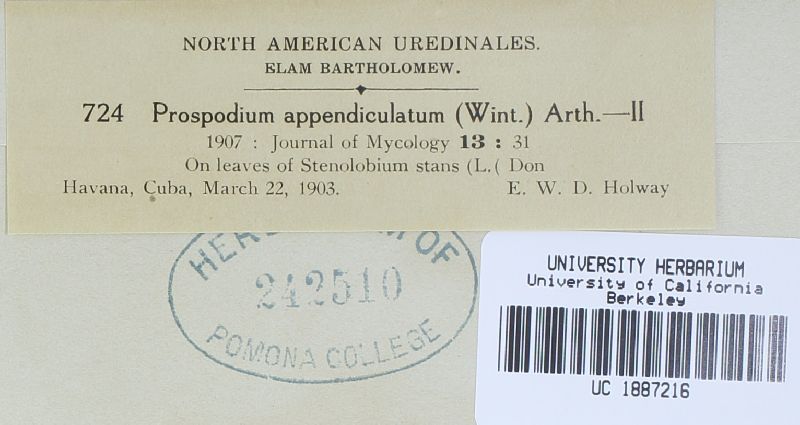 NORTH AMERICAN UREDINALES.
ELAM BARTHOLOMEW.
724 Prospodium appendiculatum (Wint.) Arth.—II
1907 : Journal of Mycology 13 : 31
On leaves of Stenolobium stans (L.( Don
Havana, Cuba, March 22, 1903. E. W. D. Holway
OF
242510
POMONA COLLEGE
UNIVERSITY HERBARIUM
University of California
Berkeley
UC 1887216